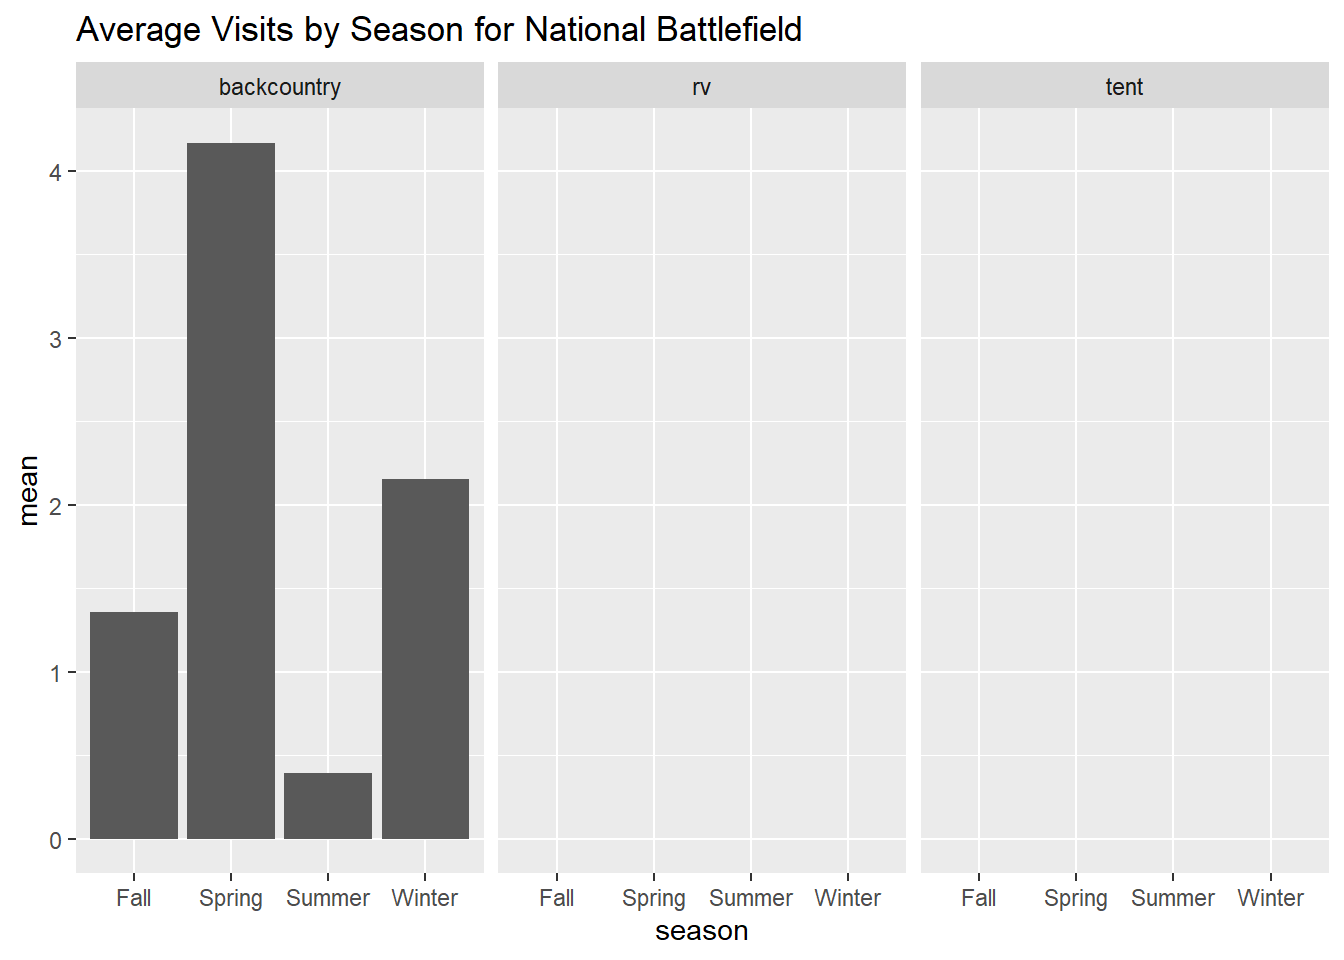 Average Visits by Season for National Battlefield
backcountry
rv
tent
mean
4
3
2
1
0
Fall Spring Summer Winter
Fall Spring Summer Winter
Fall Spring Summer Winter
season